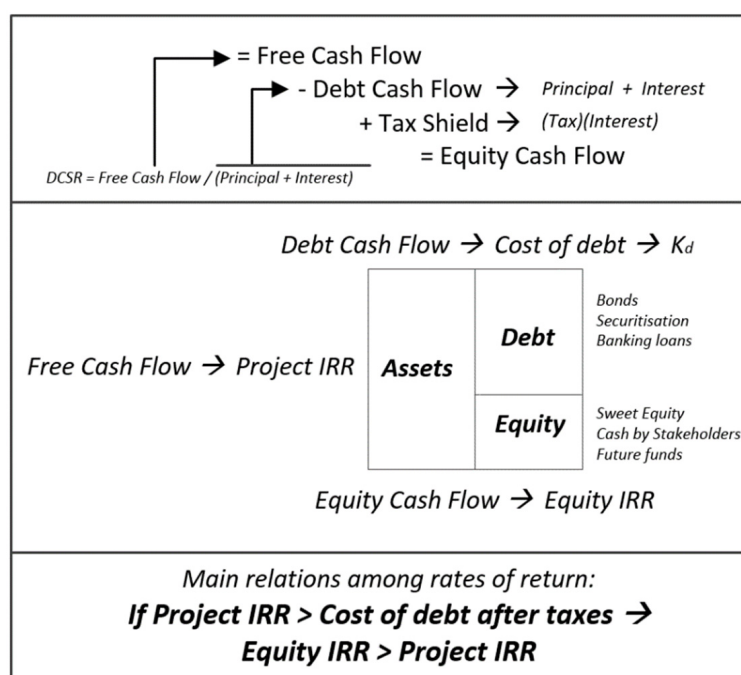 = Free Cash Flow
- Debt Cash Flow → Principal + Interest
+ Tax Shield → (Tax)(Interest)
= Equity Cash Flow
DCSR = Free Cash Flow / (Principal + Interest)
Debt Cash Flow → Cost of debt → Kd
Bonds
Securitisation
Banking loans
Debt
Free Cash Flow → Project IRR
Assets
Equity
Sweet Equity
Cash by Stakeholders
Future funds
Equity Cash Flow → Equity IRR
Main relations among rates of return:
If Project IRR > Cost of debt after taxes →
Equity IRR > Project IRR